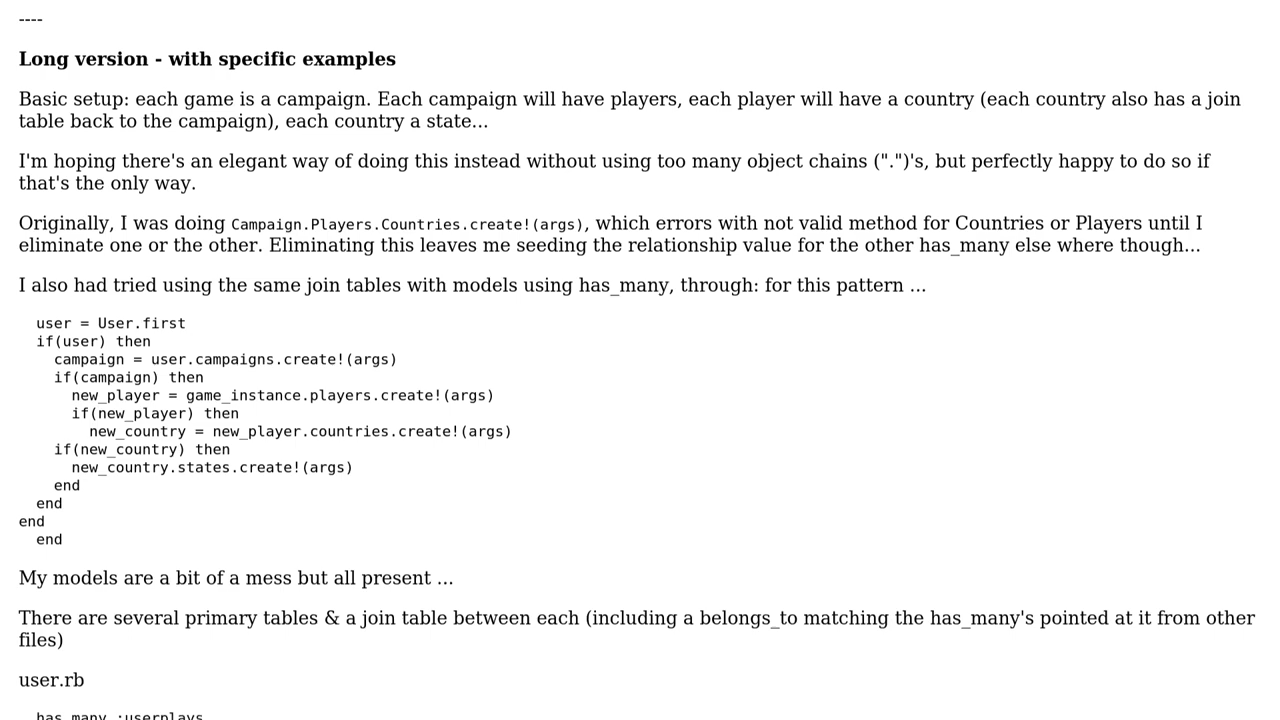 ----
Long version - with specific examples
Basic setup: each game is a campaign. Each campaign will have players, each player will have a country (each country also has a join
table back to the campaign), each country a state...
I'm hoping there's an elegant way of doing this instead without using too many object chains (".")'s, but perfectly happy to do so if
that's the only way.
Originally, I was doing Campaign.Players.Countries.create!(args), which errors with not valid method for Countries or Players until I
eliminate one or the other. Eliminating this leaves me seeding the relationship value for the other has_many else where though...
I also had tried using the same join tables with models using has_many, through: for this pattern ...
  user = User.first
  if(user) then
    campaign = user.campaigns.create!(args)
    if(campaign) then
      new_player = game_instance.players.create!(args)
      if(new_player) then
        new_country = new_player.countries.create!(args)
    if(new_country) then
      new_country.states.create!(args)
    end
  end
end
  end
My models are a bit of a mess but all present ...
There are several primary tables & a join table between each (including a belongs_to matching the has_many's pointed at it from other
files)
user.rb
  has_many :userplays